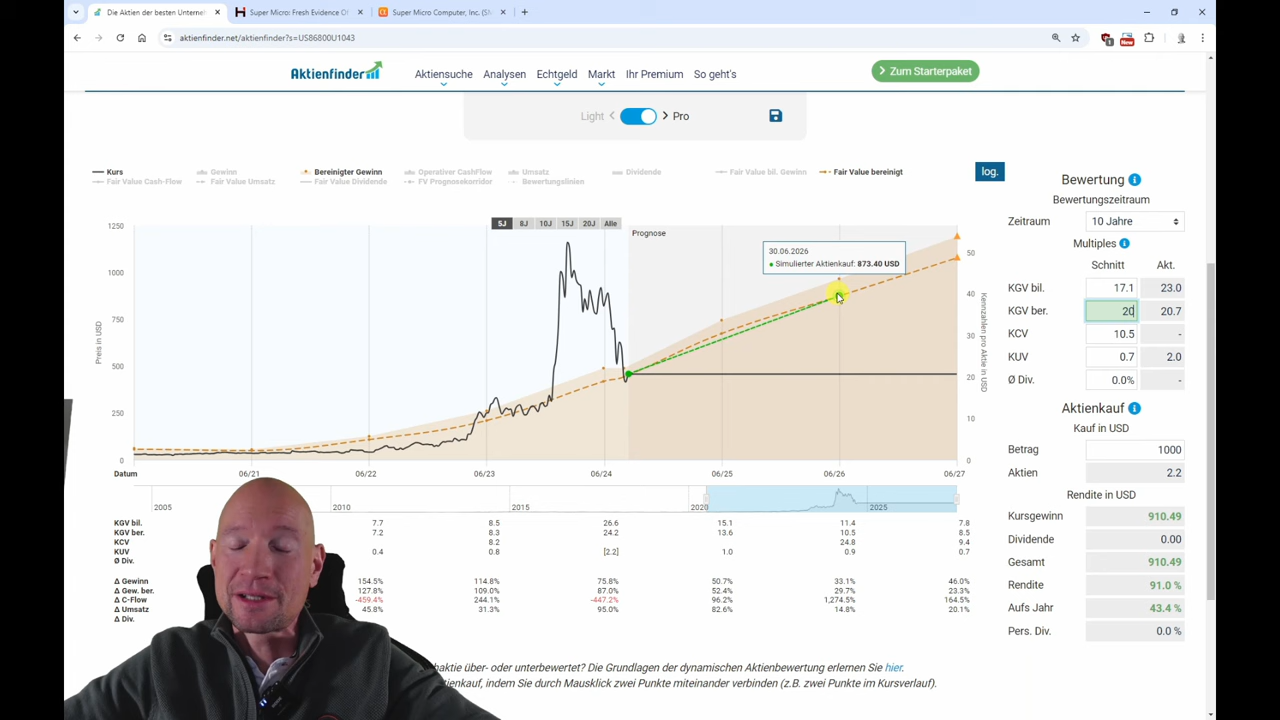 Die Aktien der besten Unterneh
Super Micro: Fresh Evidence Of
Super Micro Computer, Inc. (SM
aktienfinder.net/aktienfinder?s=US86800U1043
New
Aktienfinder
Aktiensuche
Analysen
Echtgeld
Markt
Ihr Premium
So geht's
Zum Starterpaket
Light
Pro
Kurs
Gewinn
Bereinigter Gewinn
Operativer CashFlow
Umsatz
Dividende
Fair Value bil. Gewinn
Fair Value bereinigt
Fair Value Cash-Flow
Fair Value Umsatz
Fair Value Dividende
FV Prognosekorridor
Bewertungslinien
log.
5J 8J 10J 15J 20J Alle
Prognose
30.06.2026
Simulierter Aktienkauf: 873.40 USD
Preis in USD
1250
1000
750
500
250
0
Kennzahlen pro Aktie in USD
50
40
30
20
10
0
Datum 06/21 06/22 06/23 06/24 06/25 06/26 06/27
2005 2010 2015 2020 2025
KGV bil. 7.7 8.5 26.6 15.1 11.4 7.8
KGV ber. 7.2 8.3 24.2 13.6 10.5 8.5
KCV 8.2 24.8 9.4
KUV 0.4 0.8 [2.2] 1.0 0.9 0.7
Ø Div.
Δ Gewinn 154.5% 114.8% 75.8% 50.7% 33.1% 46.0%
Δ Gew. ber. 127.8% 109.0% 87.0% 52.4% 29.7% 23.3%
Δ C-Flow -459.4% 244.1% -447.2% 96.2% 1,274.5% 164.5%
Δ Umsatz 45.8% 31.3% 95.0% 82.6% 14.8% 20.1%
Δ Div.
Bewertung
Bewertungszeitraum
Zeitraum 10 Jahre
Multiples
Schnitt Akt.
KGV bil. 17.1 23.0
KGV ber. 20 20.7
KCV 10.5 -
KUV 0.7 2.0
Ø Div. 0.0% -
Aktienkauf
Kauf in USD
Betrag 1000
Aktien 2.2
Rendite in USD
Kursgewinn 910.49
Dividende 0.00
Gesamt 910.49
Rendite 91.0 %
Aufs Jahr 43.4 %
Pers. Div. 0.0 %
über- oder unterbewertet? Die Grundlagen der dynamischen Aktienbewertung erlernen Sie hier.
indem Sie durch Mausklick zwei Punkte miteinander verbinden (z.B. zwei Punkte im Kursverlauf).